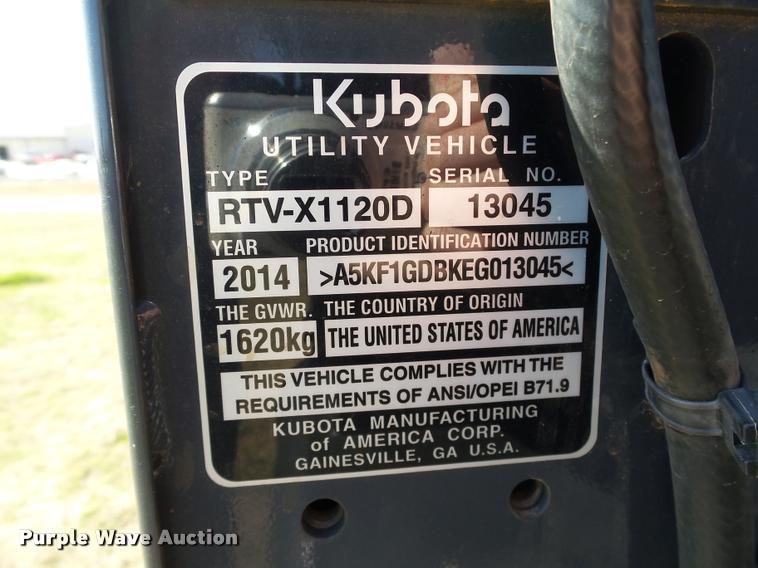 Kubota
UTILITY VEHICLE
TYPE SERIAL NO.
RTV-X1120D 13045
YEAR PRODUCT IDENTIFICATION NUMBER
2014 >A5KF1GDBKEG013045<
THE GVWR. THE COUNTRY OF ORIGIN
1620kg THE UNITED STATES OF AMERICA
THIS VEHICLE COMPLIES WITH THE
REQUIREMENTS OF ANSI/OPEI B71.9
KUBOTA MANUFACTURING
of AMERICA CORP.
GAINESVILLE, GA U.S.A.
Purple Wave Auction